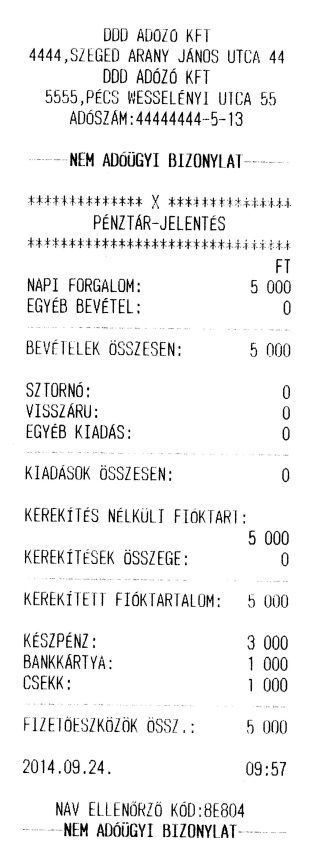 DDD ADÓZÓ KFT
4444,SZEGED ARANY JÁNOS UTCA 44
DDD ADÓZÓ KFT
5555,PÉCS WESSELÉNYI UTCA 55
ADÓSZÁM:44444444-5-13
-------NEM ADÓÜGYI BIZONYLAT-------
************** X **************
PÉNZTÁR-JELENTÉS
*******************************
FT
NAPI FORGALOM: 5 000
EGYÉB BEVÉTEL: 0
BEVÉTELEK ÖSSZESEN: 5 000
SZTORNÓ: 0
VISSZÁRU: 0
EGYÉB KIADÁS: 0
KIADÁSOK ÖSSZESEN: 0
KEREKÍTÉS NÉLKÜLI FIÓKTART:
5 000
KEREKÍTÉSEK ÖSSZEGE: 0
KEREKÍTETT FIÓKTARTALOM: 5 000
KÉSZPÉNZ: 3 000
BANKKÁRTYA: 1 000
CSEKK: 1 000
FIZETŐESZKÖZÖK ÖSSZ.: 5 000
2014.09.24. 09:57
NAV ELLENŐRZŐ KÓD:8E804
-------NEM ADÓÜGYI BIZONYLAT-------